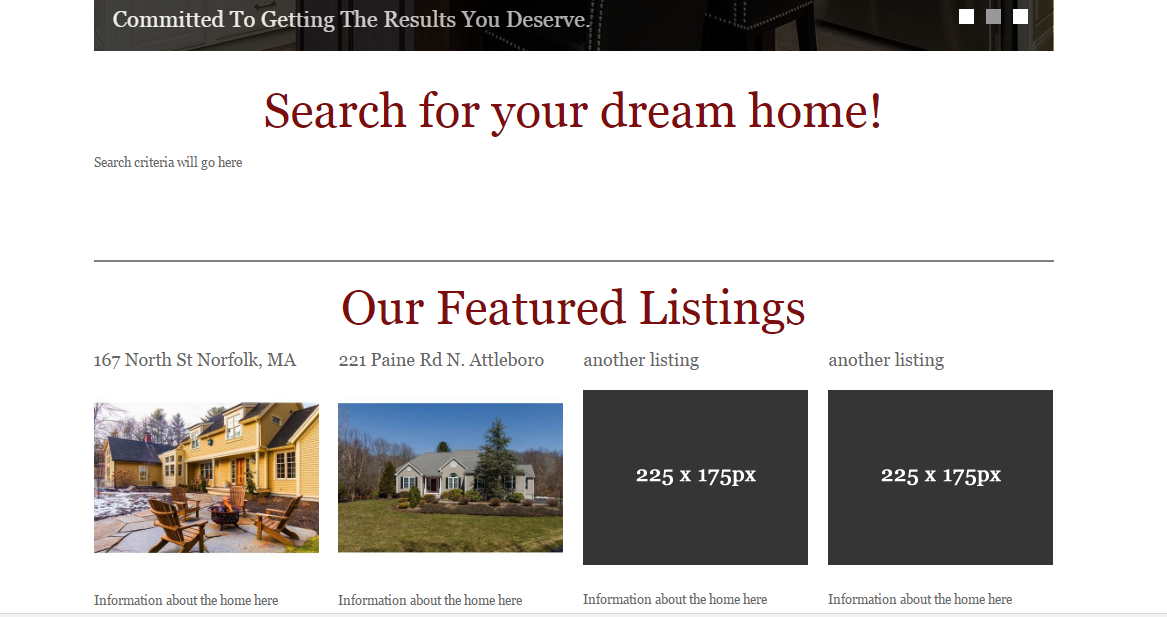 Committed To Getting The Results You Deserve.
Search for your dream home!
Search criteria will go here
Our Featured Listings
167 North St Norfolk, MA
221 Paine Rd N. Attleboro
another listing
another listing
225 x 175px
225 x 175px
Information about the home here
Information about the home here
Information about the home here
Information about the home here